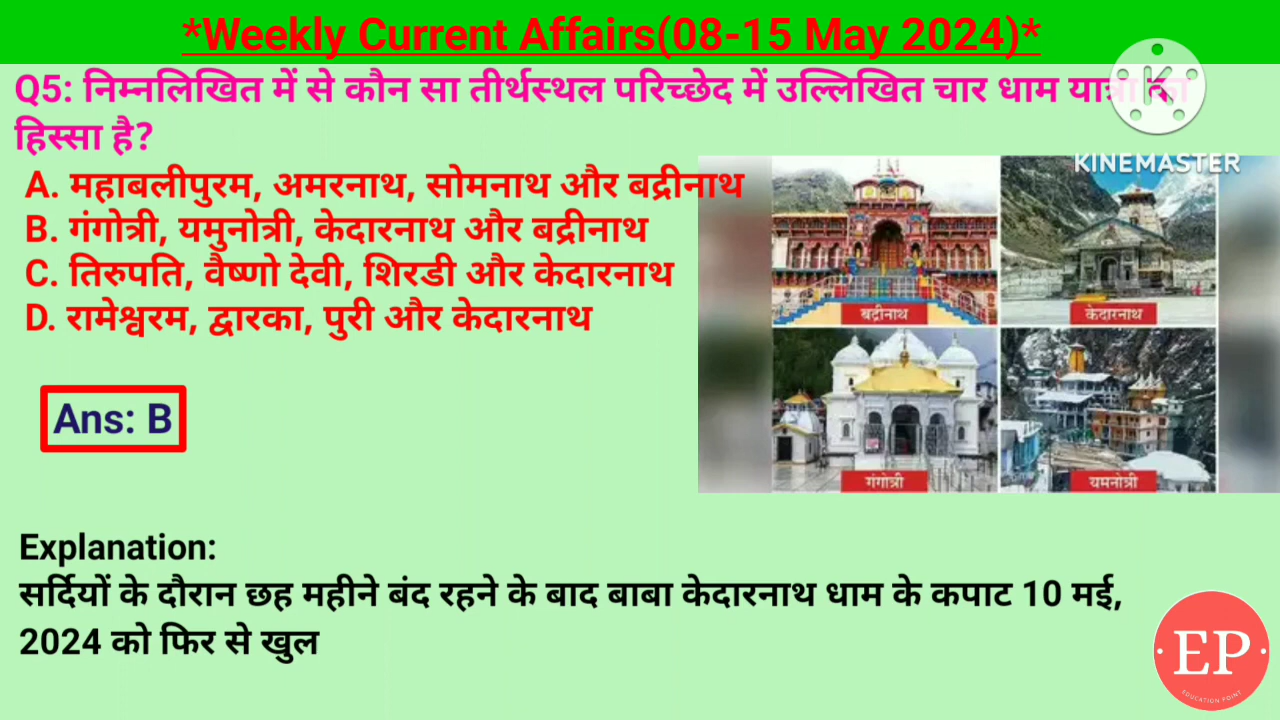 *Weekly Current Affairs(08-15 May 2024)*
Q5: निम्नलिखित में से कौन सा तीर्थस्थल परिच्छेद में उल्लिखित चार धाम यात्रा का
हिस्सा है?
K
KINEMASTER
A. महाबलीपुरम, अमरनाथ, सोमनाथ और बद्रीनाथ
B. गंगोत्री, यमुनोत्री, केदारनाथ और बद्रीनाथ
C. तिरुपति, वैष्णो देवी, शिरडी और केदारनाथ
D. रामेश्वरम, द्वारका, पुरी और केदारनाथ
बद्रीनाथ
केदारनाथ
गंगोत्री
यमनोत्री
Ans: B
Explanation:
सर्दियों के दौरान छह महीने बंद रहने के बाद बाबा केदारनाथ धाम के कपाट 10 मई,
2024 को फिर से खुल
EP
EDUCATION POINT